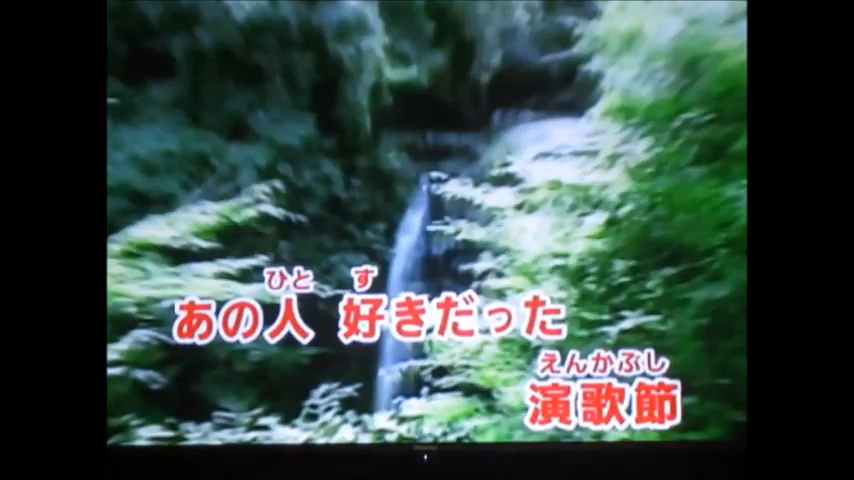 ひと す
あの人 好きだった
えんかぶし
演歌節